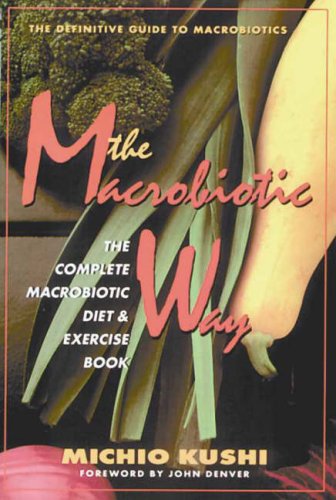 THE DEFINITIVE GUIDE TO MACROBIOTICS
the
Macrobiotic
Way
THE
COMPLETE
MACROBIOTIC
DIET &
EXERCISE
BOOK
MICHIO KUSHI
FOREWORD BY JOHN DENVER